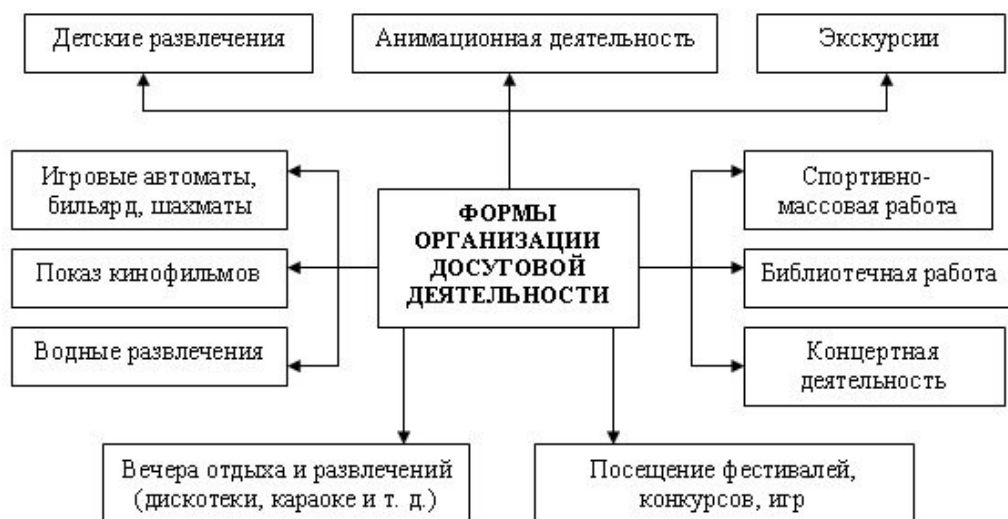 Детские развлечения
Анимационная деятельность
Экскурсии
Игровые автоматы,
бильярд, шахматы
Показ кинофильмов
Водные развлечения
ФОРМЫ
ОРГАНИЗАЦИИ
ДОСУГОВОЙ
ДЕЯТЕЛЬНОСТИ
Спортивно-
массовая работа
Библиотечная работа
Концертная
деятельность
Вечера отдыха и развлечений
(дискотеки, караоке и т. д.)
Посещение фестивалей,
конкурсов, игр